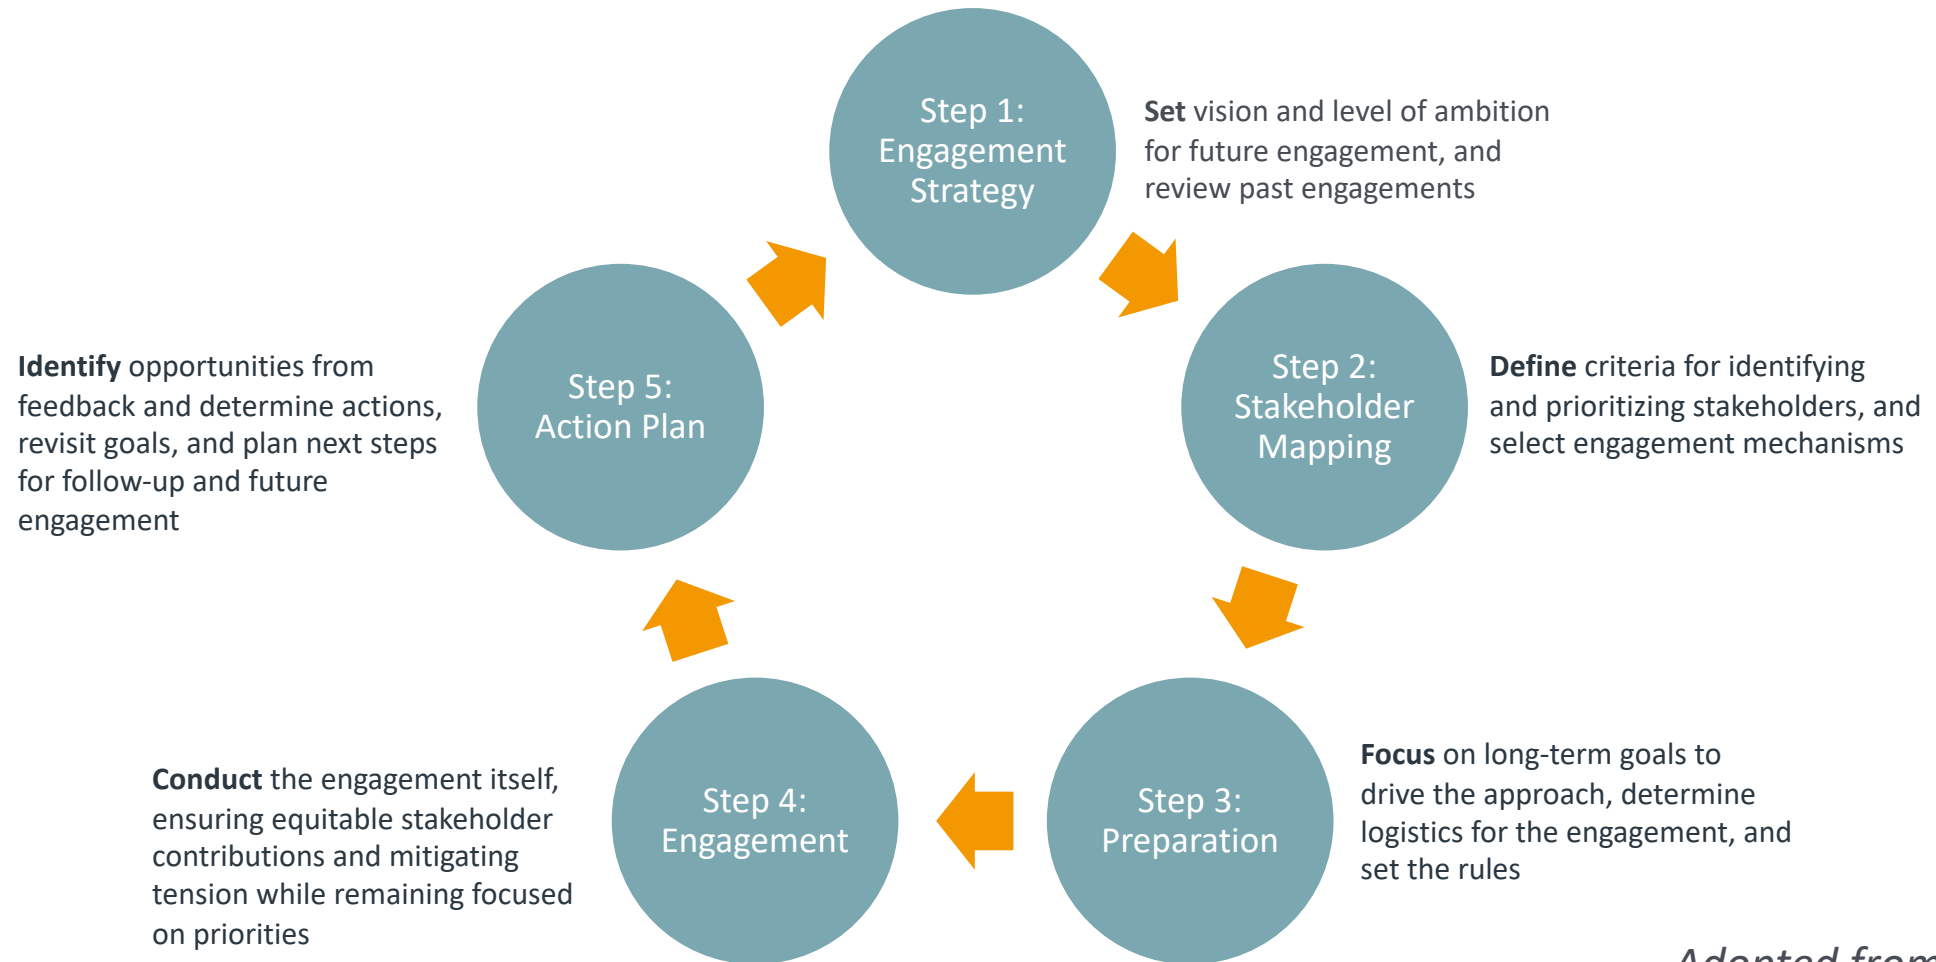 Step 1:
Engagement
Strategy
Set vision and level of ambition
for future engagement, and
review past engagements
Step 2:
Stakeholder
Mapping
Define criteria for identifying
and prioritizing stakeholders, and
select engagement mechanisms
Step 3:
Preparation
Focus on long-term goals to
drive the approach, determine
logistics for the engagement, and
set the rules
Step 4:
Engagement
Conduct the engagement itself,
ensuring equitable stakeholder
contributions and mitigating
tension while remaining focused
on priorities
Step 5:
Action Plan
Identify opportunities from
feedback and determine actions,
revisit goals, and plan next steps
for follow-up and future
engagement